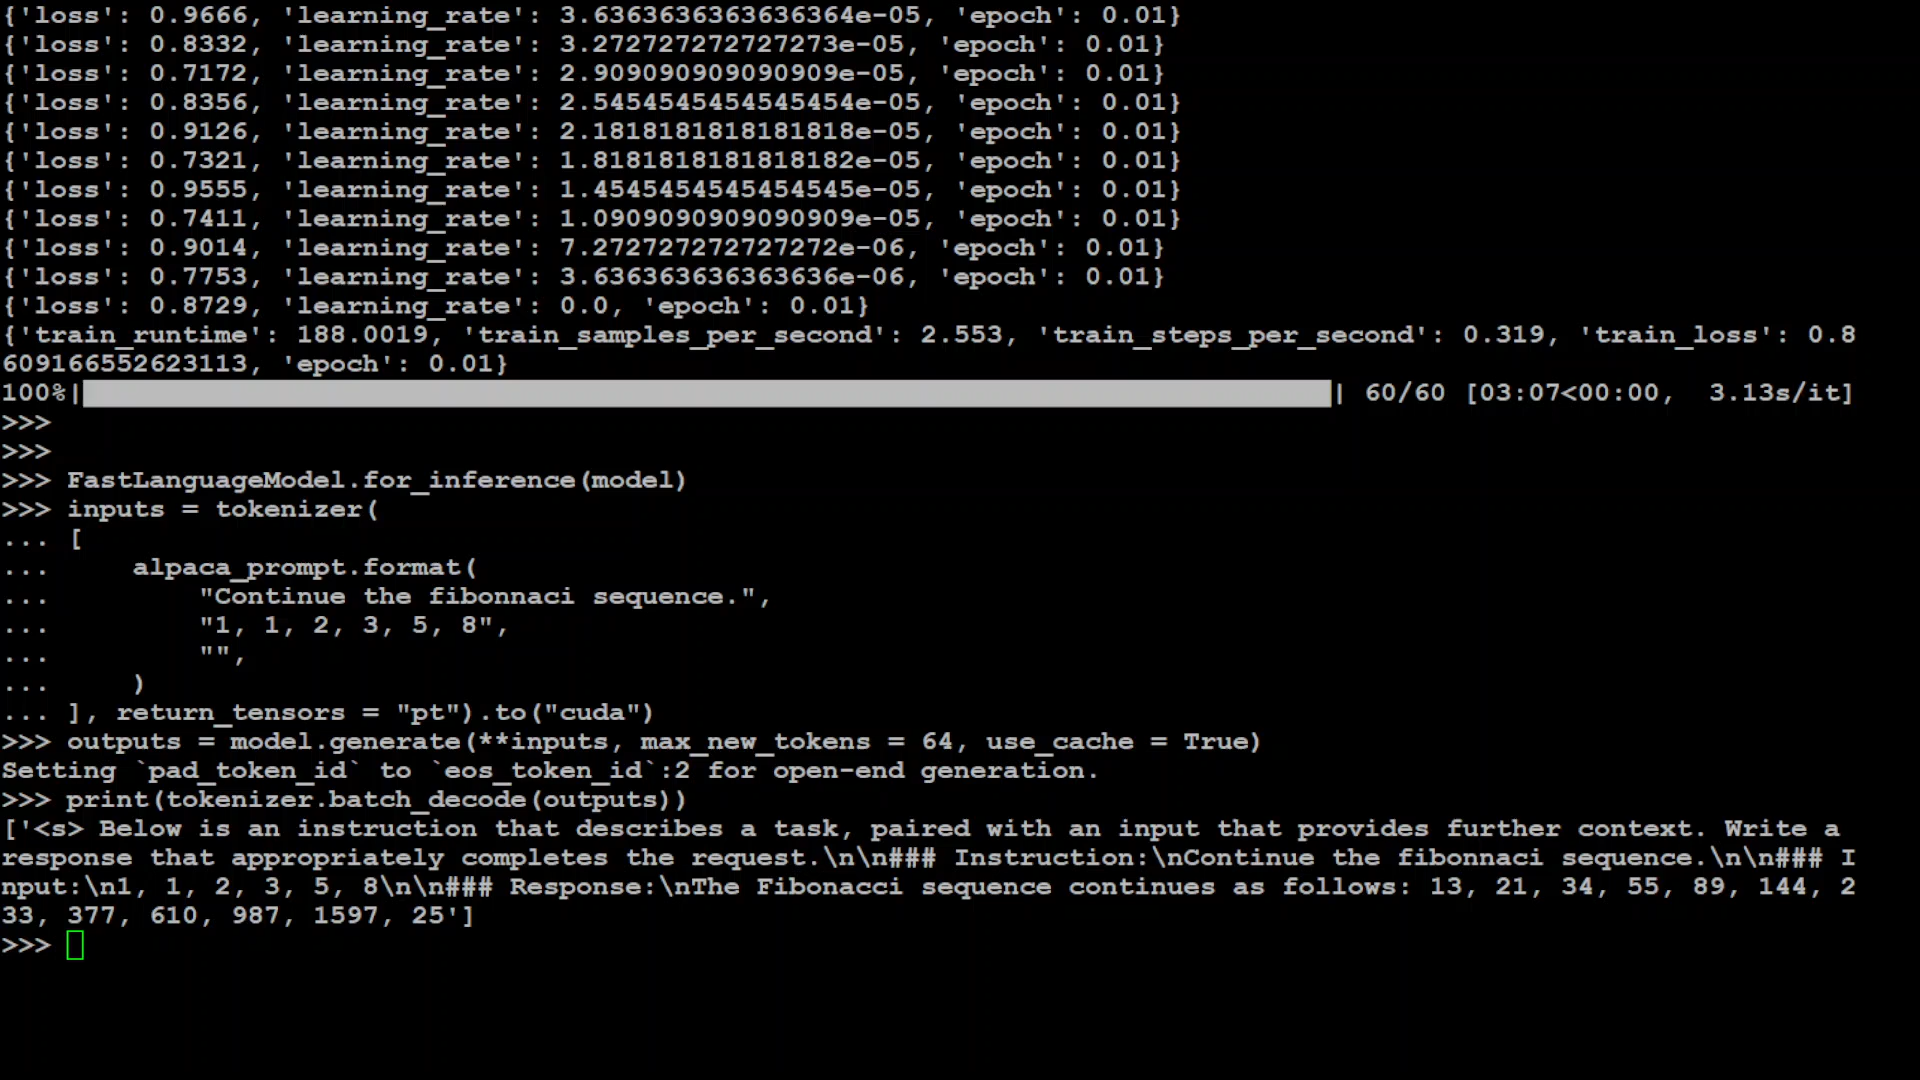 {'loss': 0.9666, 'learning_rate': 3.6363636363636364e-05, 'epoch': 0.01}
{'loss': 0.8332, 'learning_rate': 3.272727272727273e-05, 'epoch': 0.01}
{'loss': 0.7172, 'learning_rate': 2.909090909090909e-05, 'epoch': 0.01}
{'loss': 0.8356, 'learning_rate': 2.5454545454545454e-05, 'epoch': 0.01}
{'loss': 0.9126, 'learning_rate': 2.1818181818181818e-05, 'epoch': 0.01}
{'loss': 0.7321, 'learning_rate': 1.8181818181818182e-05, 'epoch': 0.01}
{'loss': 0.9555, 'learning_rate': 1.4545454545454545e-05, 'epoch': 0.01}
{'loss': 0.7411, 'learning_rate': 1.0909090909090909e-05, 'epoch': 0.01}
{'loss': 0.9014, 'learning_rate': 7.272727272727272e-06, 'epoch': 0.01}
{'loss': 0.7753, 'learning_rate': 3.636363636363636e-06, 'epoch': 0.01}
{'loss': 0.8729, 'learning_rate': 0.0, 'epoch': 0.01}
{'train_runtime': 188.0019, 'train_samples_per_second': 2.553, 'train_steps_per_second': 0.319, 'train_loss': 0.8
609166552623113, 'epoch': 0.01}
100%| | 60/60 [03:07<00:00,  3.13s/it]
>>>
>>>
>>> FastLanguageModel.for_inference(model)
>>> inputs = tokenizer(
... [
...     alpaca_prompt.format(
...         "Continue the fibonnaci sequence.",
...         "1, 1, 2, 3, 5, 8",
...         "",
...     )
... ], return_tensors = "pt").to("cuda")
>>> outputs = model.generate(**inputs, max_new_tokens = 64, use_cache = True)
Setting `pad_token_id` to `eos_token_id`:2 for open-end generation.
>>> print(tokenizer.batch_decode(outputs))
['<s> Below is an instruction that describes a task, paired with an input that provides further context. Write a
response that appropriately completes the request.\n\n### Instruction:\nContinue the fibonnaci sequence.\n\n### I
nput:\n1, 1, 2, 3, 5, 8\n\n### Response:\nThe Fibonacci sequence continues as follows: 13, 21, 34, 55, 89, 144, 2
33, 377, 610, 987, 1597, 25']
>>>